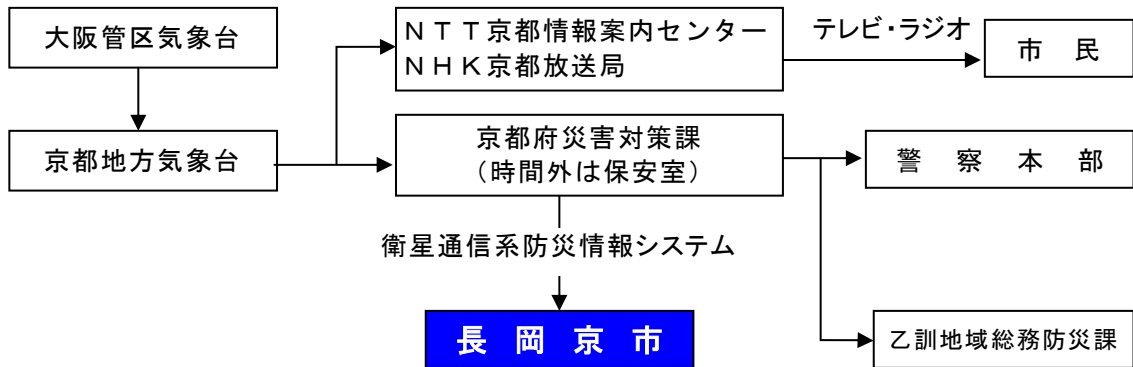 大阪管区気象台
ＮＴＴ京都情報案内センター
ＮＨＫ京都放送局
テレビ・ラジオ
市　民
京都地方気象台
京都府災害対策課
（時間外は保安室）
警　察　本　部
衛星通信系防災情報システム
長　岡　京　市
乙訓地域総務防災課